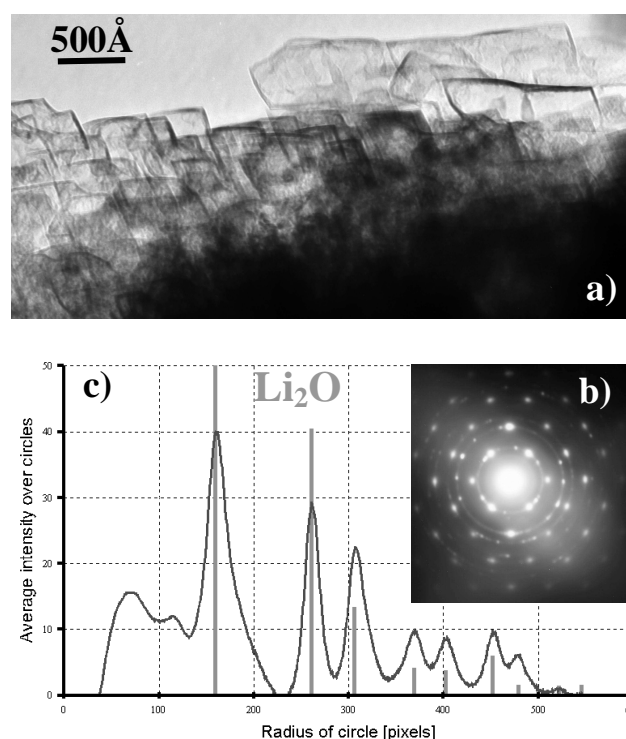 500Å
a)
c)
Li₂O
b)
Average intensity over circles
50
40
30
20
10
0
0 100 200 300 400 500
Radius of circle [pixels]